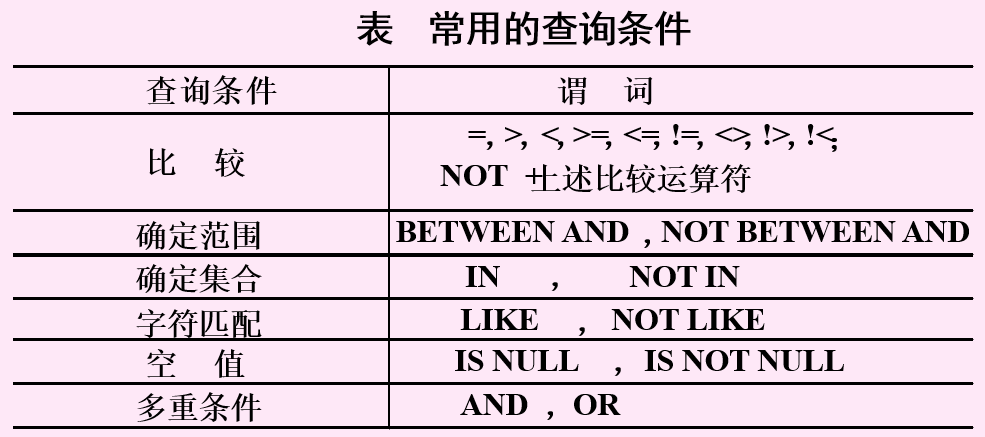 表 常用的查询条件
查询条件 谓 词
比 较 =, >, <, >=, <=, !=, <>, !>, !<;
NOT +上述比较运算符
确定范围 BETWEEN AND , NOT BETWEEN AND
确定集合 IN , NOT IN
字符匹配 LIKE , NOT LIKE
空 值 IS NULL , IS NOT NULL
多重条件 AND , OR